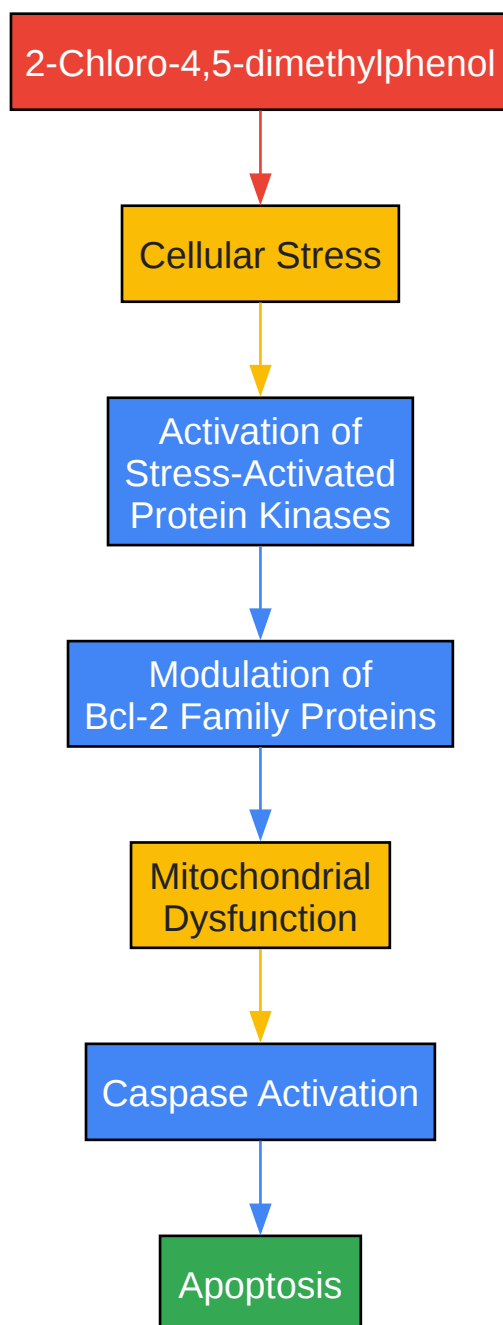 2-Chloro-4,5-dimethylphenol
Cellular Stress
Activation of
Stress-Activated
Protein Kinases
Modulation of
Bcl-2 Family Proteins
Mitochondrial
Dysfunction
Caspase Activation
Apoptosis